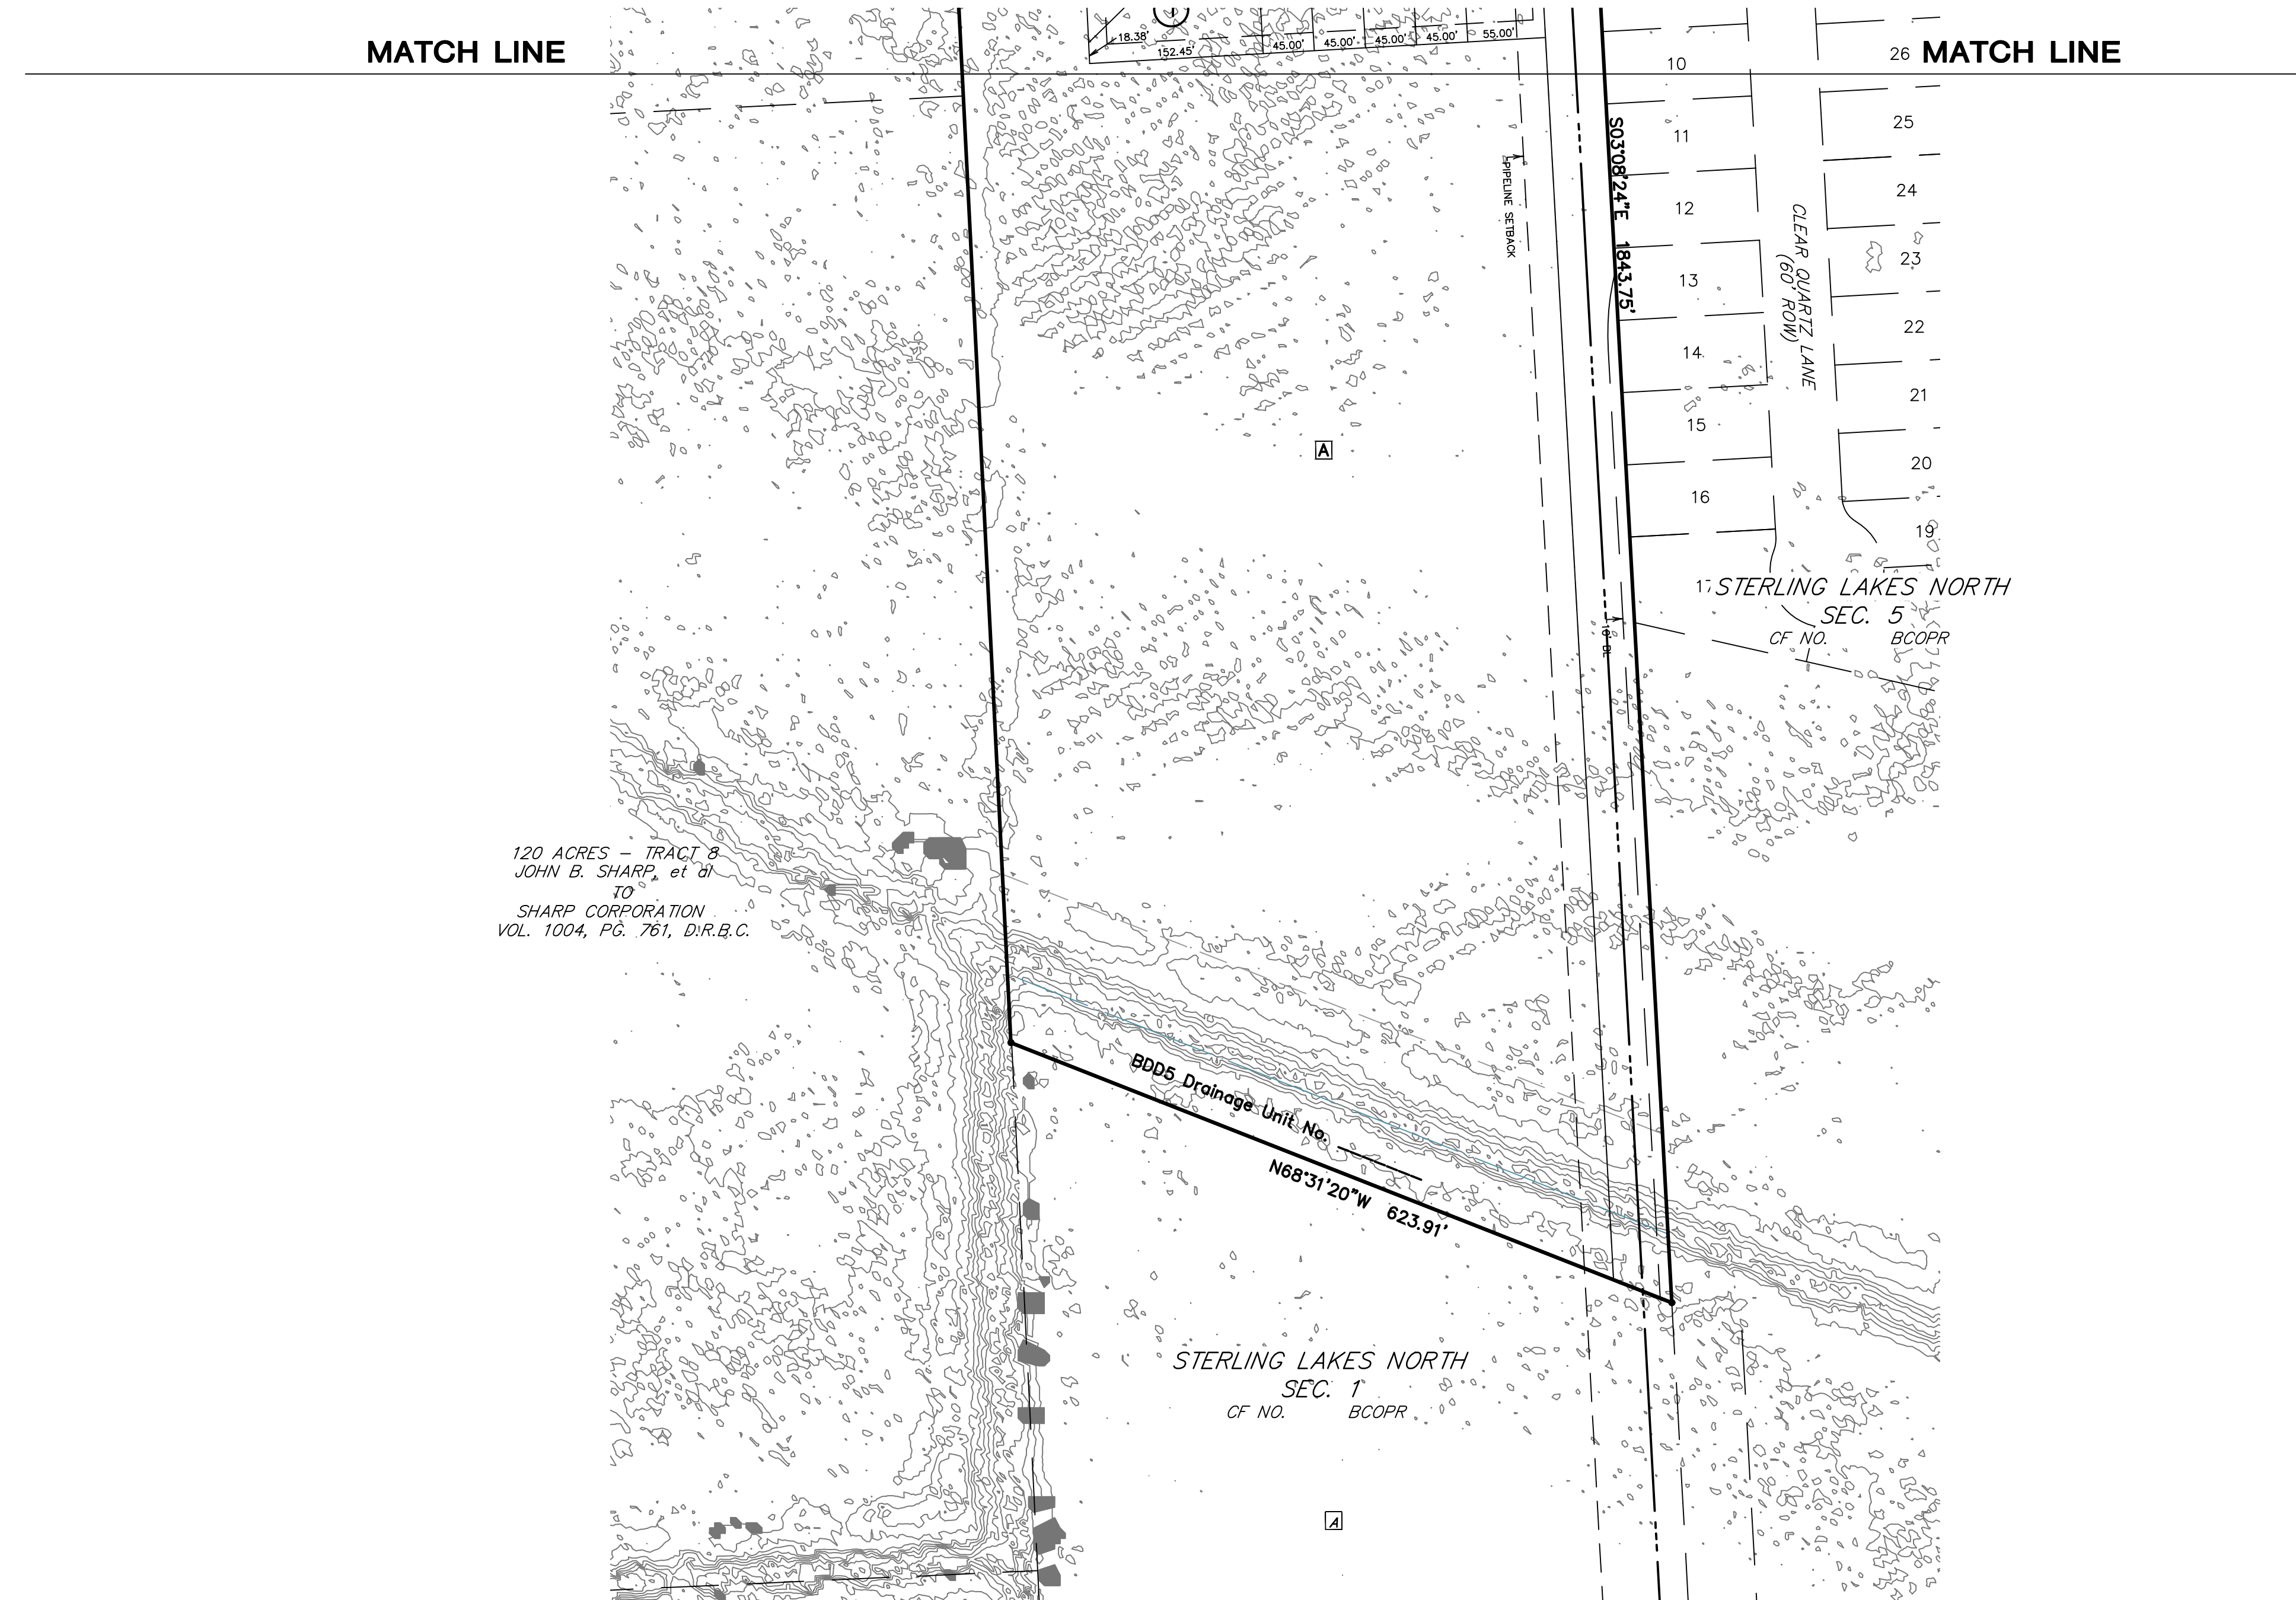 1
18.38'
152.45'
45.00'
45.00'
45.00'
45.00'
55.00'
MATCH LINE
MATCH LINE
26
10
25
11
24
12
23
13
22
14
21
15
20
16
19
17
S03°08'24"E 1843.75'
PIPELINE SETBACK
CLEAR QUARTZ LANE
(60' ROW)
A
STERLING LAKES NORTH
SEC. 5
CF NO. BCOPR
10' BL
120 ACRES – TRACT 8
JOHN B. SHARP, et al
TO
SHARP CORPORATION
VOL. 1004, PG. 761, D.R.B.C.
BDD5 Drainage Unit No.
N68°31'20"W 623.91'
STERLING LAKES NORTH
SEC. 1
CF NO. BCOPR
A